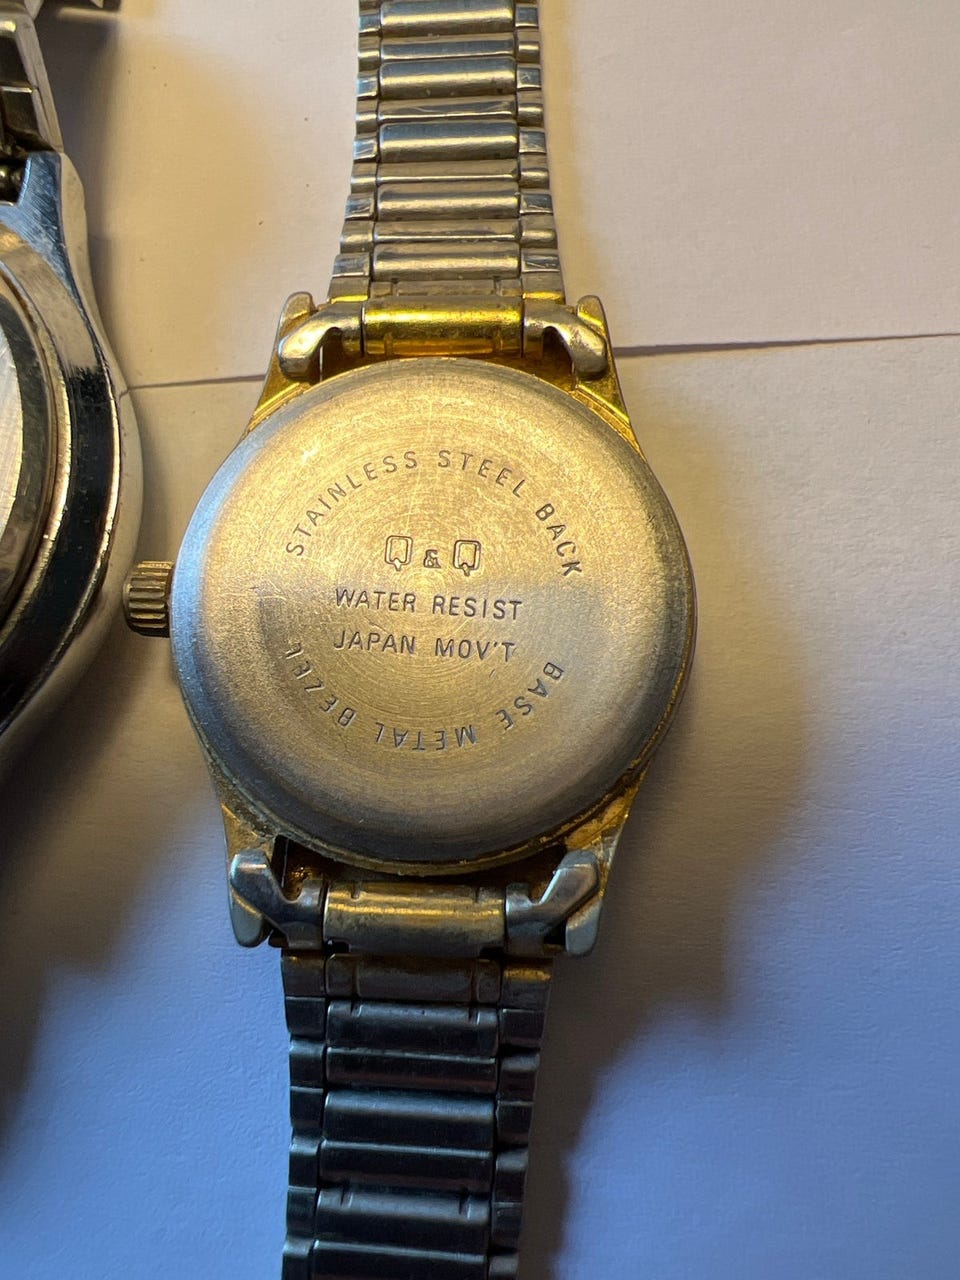 STAINLESS STEEL BACK
Q & Q
WATER RESIST
JAPAN MOV'T
BASE METAL BEZEL